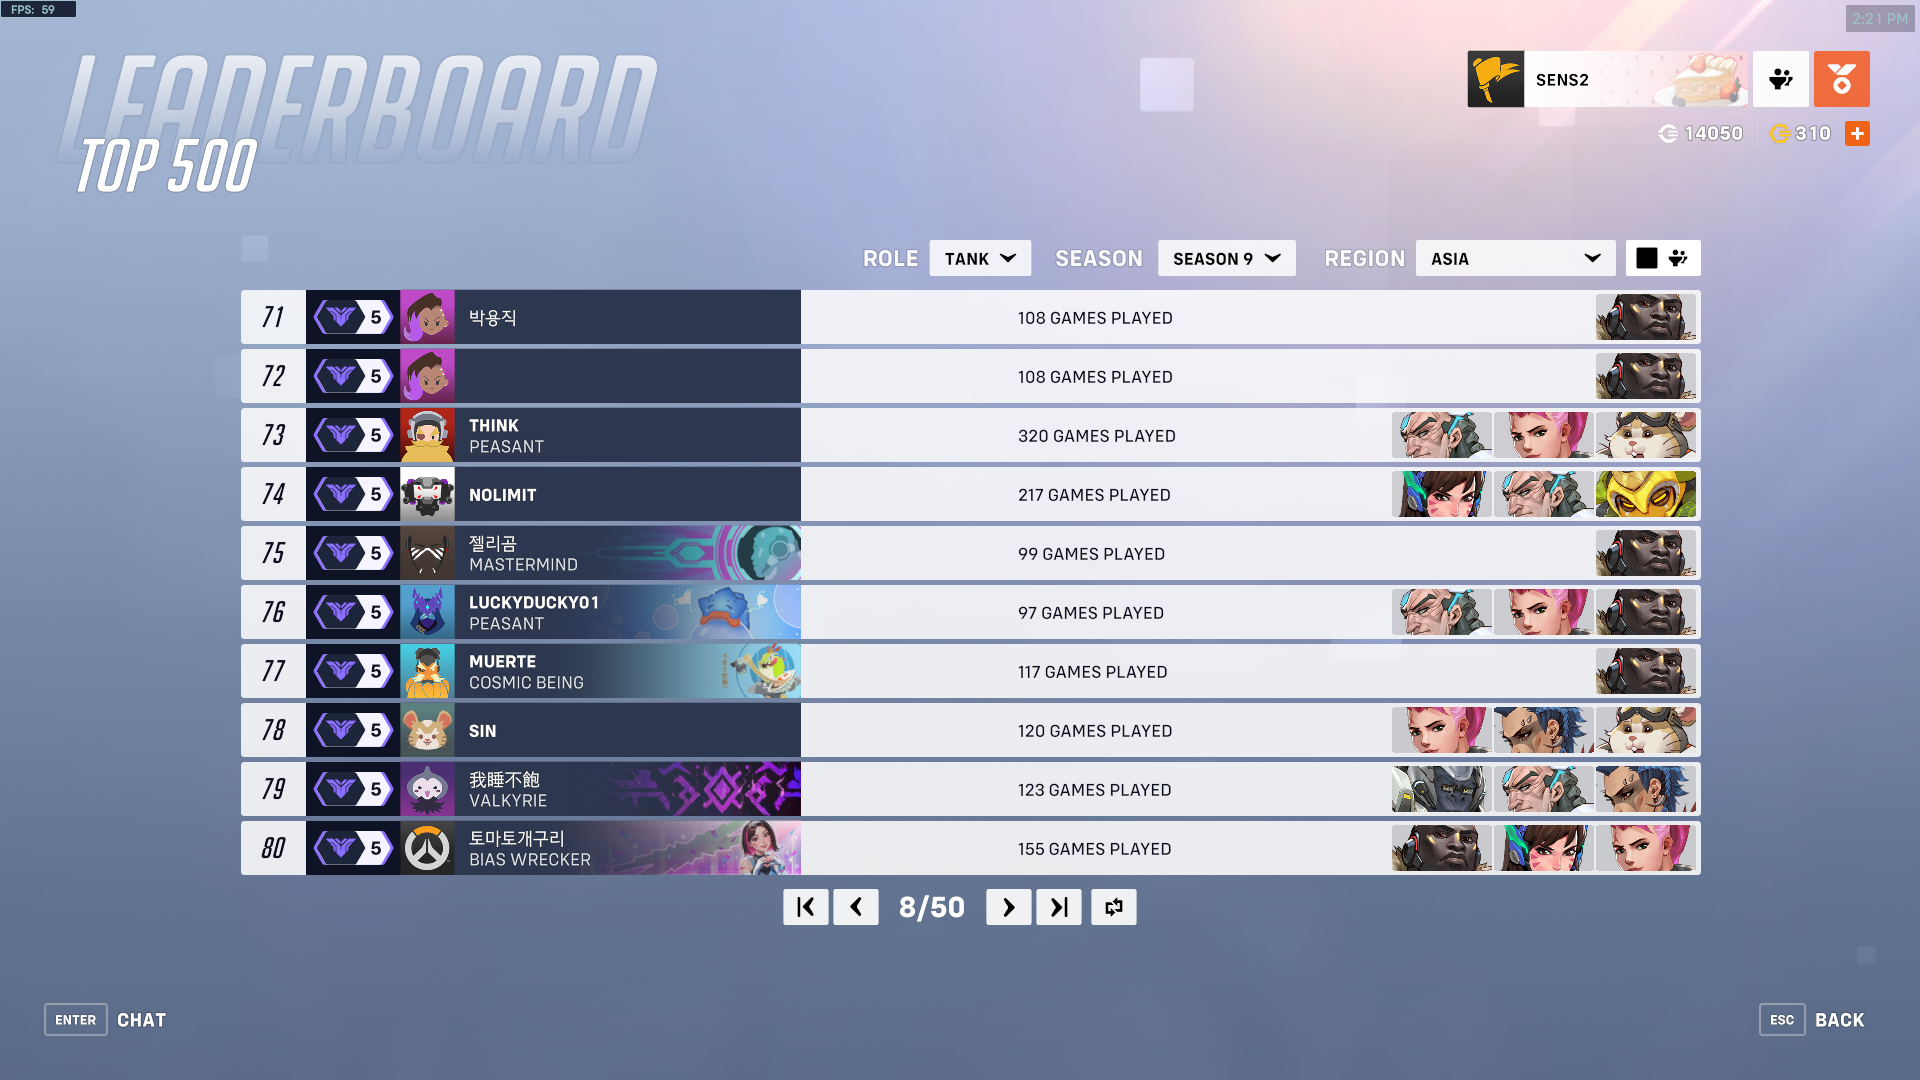 FPS: 59
2:21 PM
LEADERBOARD
TOP 500
SENS2
14050
310
ROLE
TANK
SEASON
SEASON 9
REGION
ASIA
71
5
박용직
108 GAMES PLAYED
72
5
108 GAMES PLAYED
73
5
THINK
PEASANT
320 GAMES PLAYED
74
5
NOLIMIT
217 GAMES PLAYED
75
5
젤리곰
MASTERMIND
99 GAMES PLAYED
76
5
LUCKYDUCKY01
PEASANT
97 GAMES PLAYED
77
5
MUERTE
COSMIC BEING
117 GAMES PLAYED
78
5
SIN
120 GAMES PLAYED
79
5
我睡不飽
VALKYRIE
123 GAMES PLAYED
80
5
토마토개구리
BIAS WRECKER
155 GAMES PLAYED
8/50
ENTER
CHAT
ESC
BACK